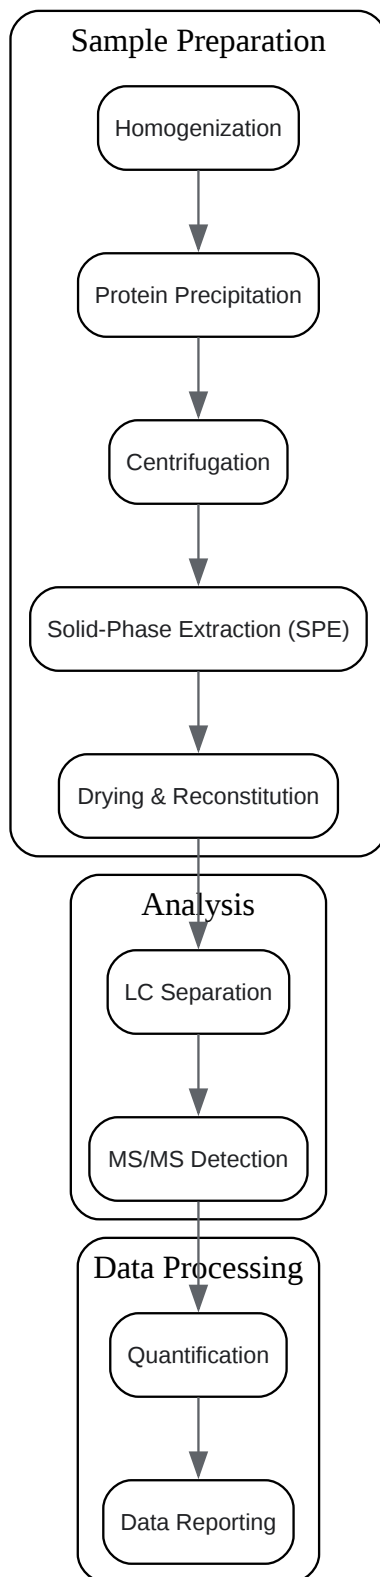 Sample Preparation
Homogenization
Protein Precipitation
Centrifugation
Solid-Phase Extraction (SPE)
Drying & Reconstitution
Analysis
LC Separation
MS/MS Detection
Data Processing
Quantification
Data Reporting